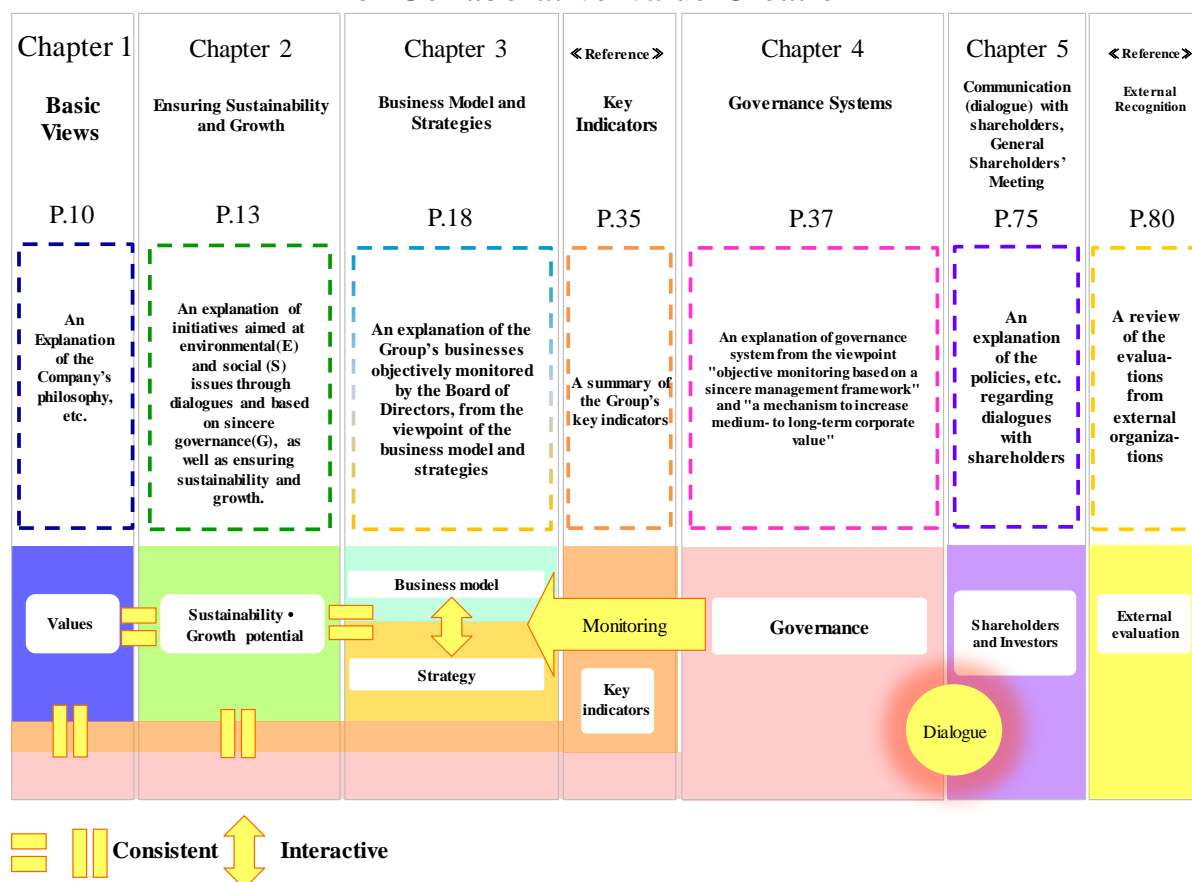 Chapter 1
Basic
Views
P.10
An
Explanation
of the
Company's
philosophy,
etc.
Values
Chapter 2
Ensuring Sustainability
and Growth
P.13
An explanation of
initiatives aimed at
environmental(E)
and social (S)
issues through
dialogues and based
on sincere
governance(G), as
well as ensuring
sustainability and
growth.
Sustainability •
Growth potential
Chapter 3
Business Model and
Strategies
P.18
An explanation of the
Group's businesses
objectively monitored
by the Board of
Directors, from the
viewpoint of the
business model and
strategies
Business model
Strategy
≪Reference≫
Key
Indicators
P.35
A summary of
the Group's
key indicators
Monitoring
Key
indicators
Chapter 4
Governance Systems
P.37
An explanation of governance
system from the viewpoint
"objective monitoring based on a
sincere management framework"
and "a mechanism to increase
medium- to long-term corporate
value"
Governance
Dialogue
Chapter 5
Communication
(dialogue) with
shareholders,
General
Shareholders'
Meeting
P.75
An
explanation
of the
policies, etc.
regarding
dialogues
with
shareholders
Shareholders
and Investors
≪Reference≫
External
Recognition
P.80
A review
of the
evalua-
tions
from
external
organiza-
tions
External
evaluation
Consistent
Interactive